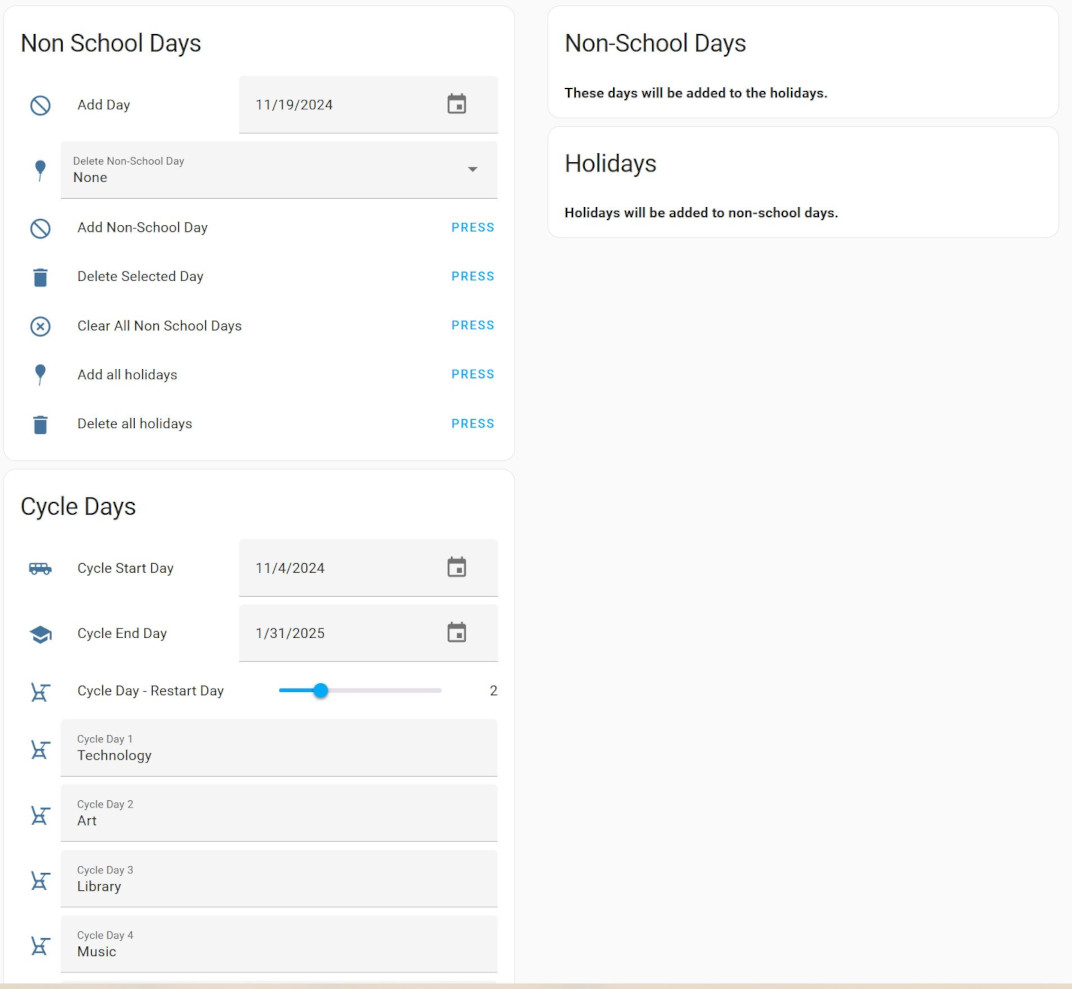 Non School Days
Add Day
11/19/2024
Delete Non-School Day
None
Add Non-School Day
PRESS
Delete Selected Day
PRESS
Clear All Non School Days
PRESS
Add all holidays
PRESS
Delete all holidays
PRESS
Cycle Days
Cycle Start Day
11/4/2024
Cycle End Day
1/31/2025
Cycle Day - Restart Day
2
Cycle Day 1
Technology
Cycle Day 2
Art
Cycle Day 3
Library
Cycle Day 4
Music
Non-School Days
These days will be added to the holidays.
Holidays
Holidays will be added to non-school days.